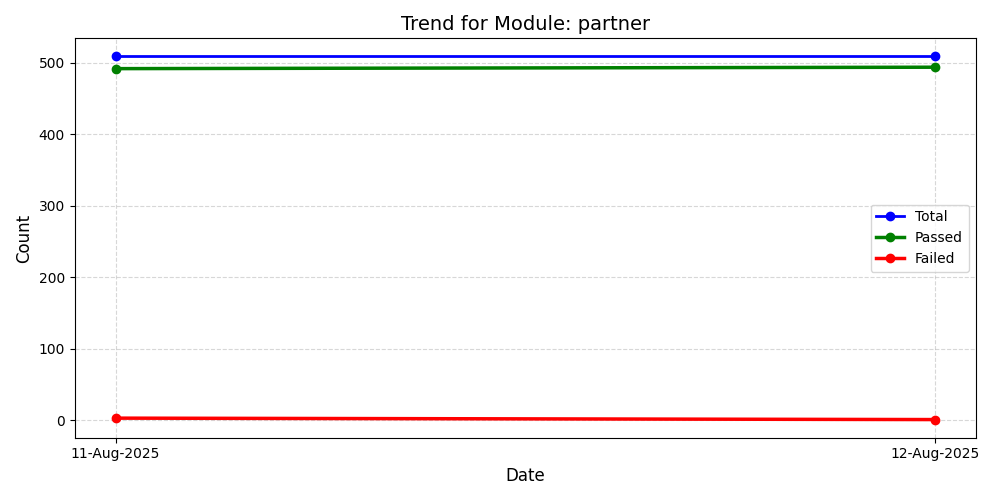 Trend for Module: partner
500
400
300
200
100
0
Count
Total
Passed
Failed
11-Aug-2025
12-Aug-2025
Date